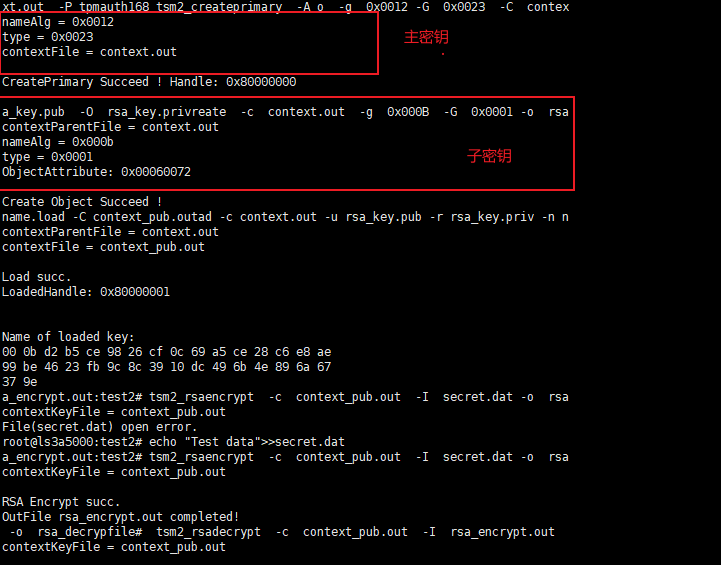 xt.out -P tpmauth168 tsm2_createprimary -A o -g 0x0012 -G 0x0023 -C contex
nameAlg = 0x0012
type = 0x0023
contextFile = context.out
主密钥
CreatePrimary Succeed ! Handle: 0x80000000
a_key.pub -O rsa_key.privreate -c context.out -g 0x000B -G 0x0001 -o rsa
contextParentFile = context.out
nameAlg = 0x000b
type = 0x0001
子密钥
ObjectAttribute: 0x00060072
Create Object Succeed !
name.load -C context_pub.outad -c context.out -u rsa_key.pub -r rsa_key.priv -n n
contextParentFile = context.out
contextFile = context_pub.out
Load succ.
LoadedHandle: 0x80000001
Name of loaded key:
00 0b d2 b5 ce 98 26 cf 0c 69 a5 ce 28 c6 e8 ae
99 be 46 23 fb 9c 8c 39 10 dc 49 6b 4e 89 6a 67
37 9e
a_encrypt.out:test2# tsm2_rsaencrypt -c context_pub.out -I secret.dat -o rsa
contextKeyFile = context_pub.out
File(secret.dat) open error.
root@ls3a5000:test2# echo "Test data">>secret.dat
a_encrypt.out:test2# tsm2_rsaencrypt -c context_pub.out -I secret.dat -o rsa
contextKeyFile = context_pub.out
RSA Encrypt succ.
OutFile rsa_encrypt.out completed!
-o rsa_decrypfile# tsm2_rsadecrypt -c context_pub.out -I rsa_encrypt.out
contextKeyFile = context_pub.out